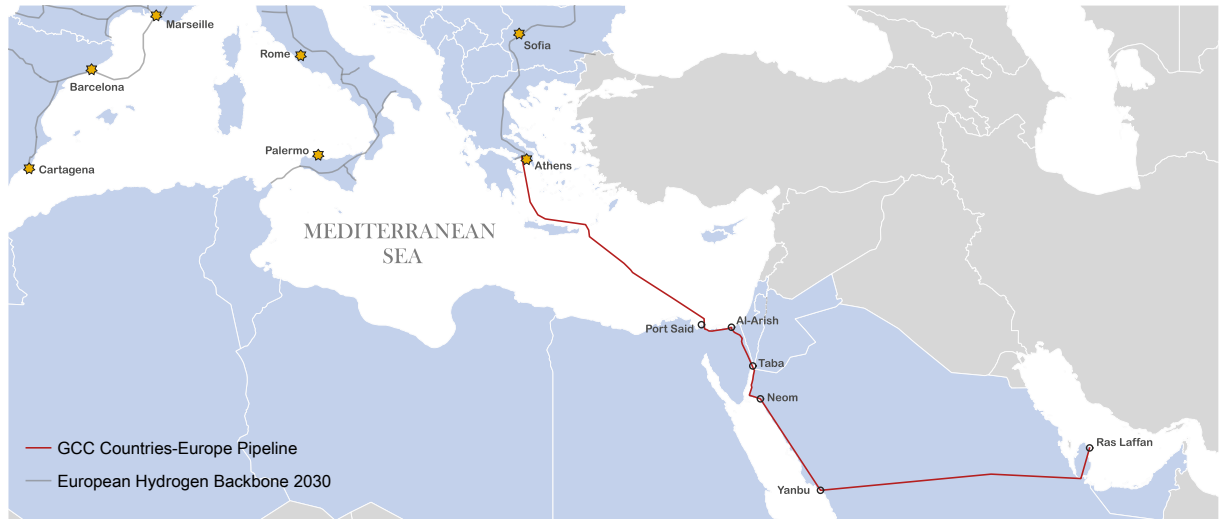 Marseille
Sofia
Rome
Barcelona
Palermo
Athens
Cartagena
MEDITERRANEAN
SEA
Port Said
Al-Arish
Taba
Neom
Ras Laffan
Yanbu
GCC Countries-Europe Pipeline
European Hydrogen Backbone 2030